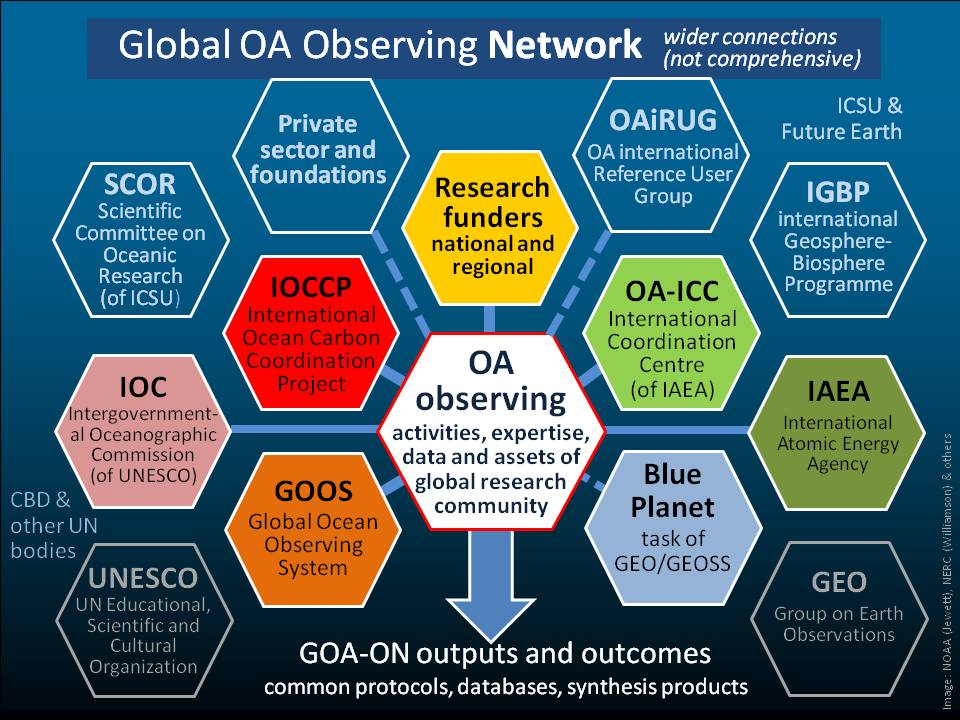 Global OA Observing Network
wider connections
(not comprehensive)
Private
sector and
foundations
OAiRUG
OA international
Reference User
Group
ICSU &
Future Earth
SCOR
Scientific
Committee on
Oceanic
Research
(of ICSU)
Research
funders
national and
regional
IGBP
international
Geosphere-
Biosphere
Programme
IOCCP
International
Ocean Carbon
Coordination
Project
OA-ICC
International
Coordination
Centre
(of IAEA)
IOC
Intergovernment-
al Oceanographic
Commission
(of UNESCO)
OA
observing
activities, expertise,
data and assets of
global research
community
IAEA
International
Atomic Energy
Agency
GOOS
Global Ocean
Observing
System
Blue
Planet
task of
GEO/GEOSS
CBD &
other UN
bodies
UNESCO
UN Educational,
Scientific and
Cultural
Organization
GEO
Group on Earth
Observations
GOA-ON outputs and outcomes
common protocols, databases, synthesis products
Image: NOAA (Jewett), NERC (Williamson) & others